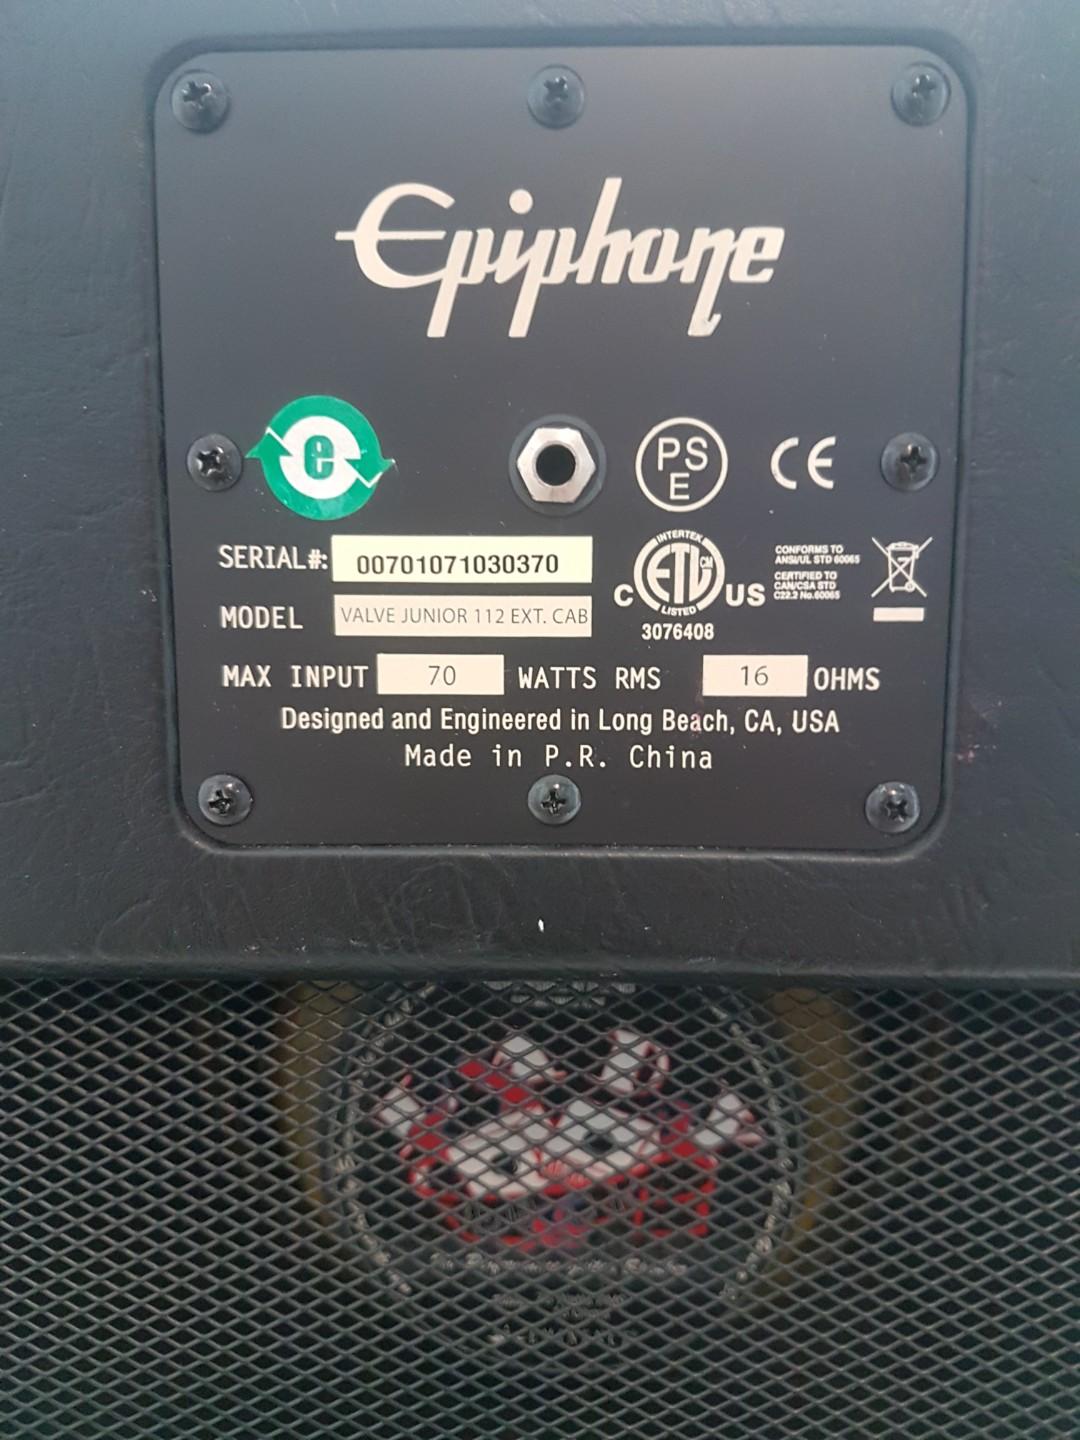 Epiphone
e
PS
E
CE
SERIAL#: 00701071030370
MODEL VALVE JUNIOR 112 EXT. CAB
INTERTEK
C ETL CM US
LISTED
3076408
CONFORMS TO
ANSI/UL STD 60065
CERTIFIED TO
CAN/CSA STD
C22.2 No.60065
MAX INPUT 70 WATTS RMS 16 OHMS
Designed and Engineered in Long Beach, CA, USA
Made in P.R. China